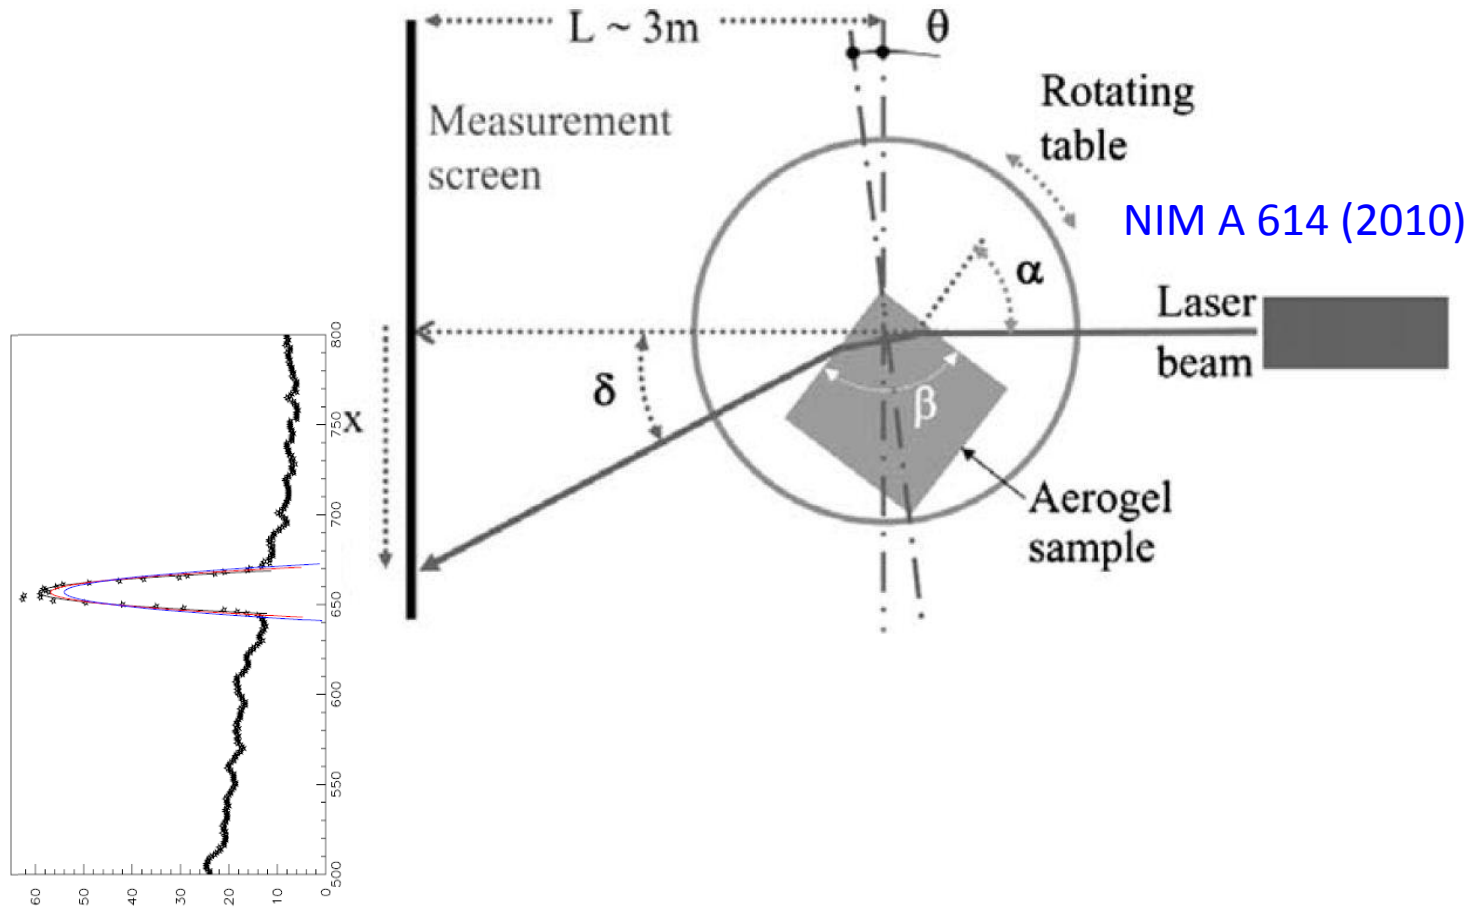 L ~ 3m
θ
Measurement
screen
Rotating
table
NIM A 614 (2010)
α
Laser
beam
δ
β
x
Aerogel
sample
800
750
700
650
600
550
500
60
50
40
30
20
10
0